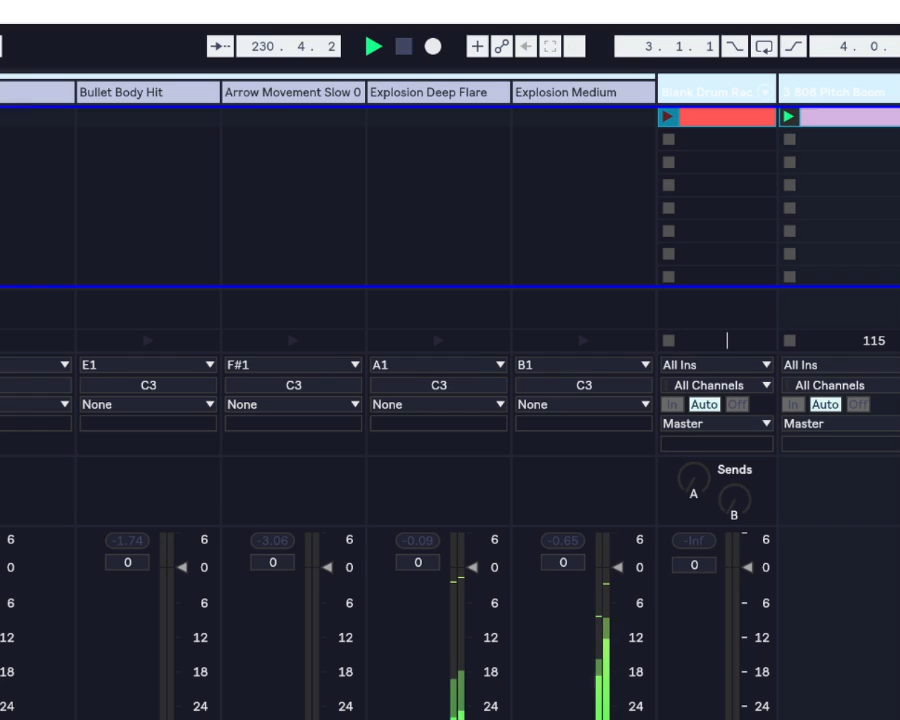 230 . 4 . 2 3 . 1 . 1 4 . 0 .
Bullet Body Hit Arrow Movement Slow 0 Explosion Deep Flare Explosion Medium Blank Drum Rac 3 808 Pitch Boom
115
E1 F#1 A1 B1 All Ins All Ins
C3 C3 C3 C3 All Channels All Channels
None None None None In Auto Off In Auto Off
Master Master
Sends
A
B
6 -1.74 6 -3.06 6 -0.09 6 -0.65 6 -Inf 6
0 0 0 0 0 0 0 0 0 0 0
6 6 6 6 6 6
12 12 12 12 12 12
18 18 18 18 18 18
24 24 24 24 24 24